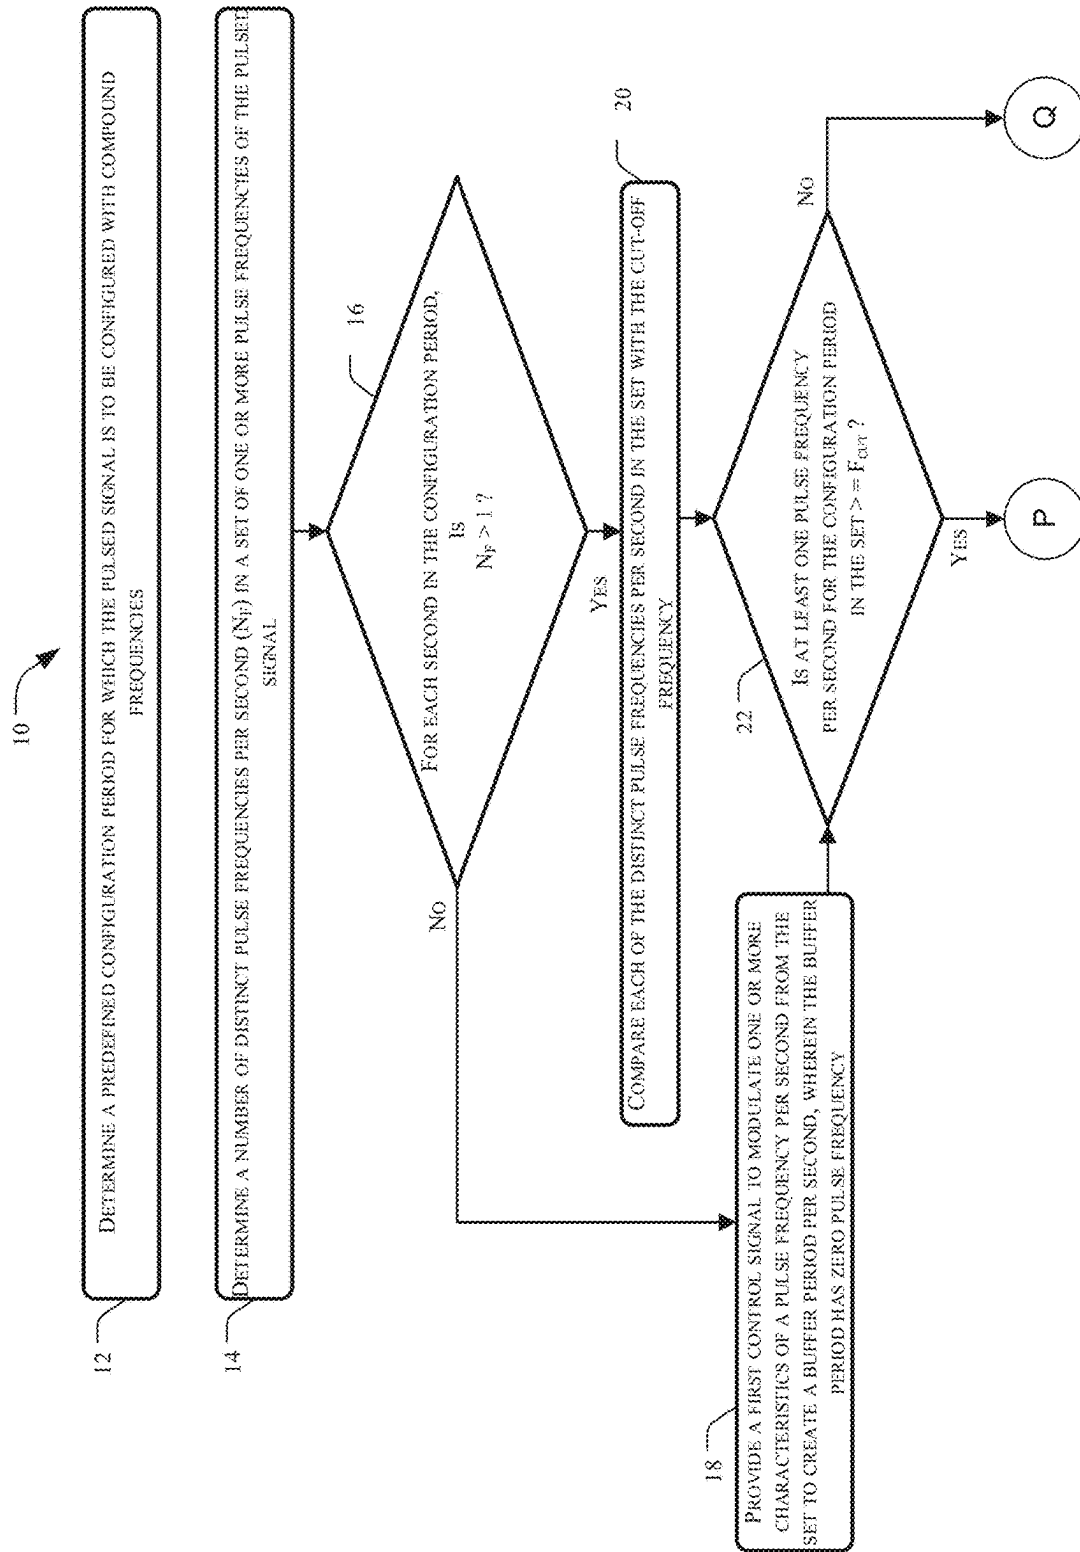 10
12
DETERMINE A PREDEFINED CONFIGURATION PERIOD FOR WHICH THE PULSED SIGNAL IS TO BE CONFIGURED WITH COMPOUND
FREQUENCIES
14
DETERMINE A NUMBER OF DISTINCT PULSE FREQUENCIES PER SECOND (NP) IN A SET OF ONE OR MORE PULSE FREQUENCIES OF THE PULSED
SIGNAL
16
FOR EACH SECOND IN THE CONFIGURATION PERIOD,
IS
NP > 1 ?
NO
YES
20
COMPARE EACH OF THE DISTINCT PULSE FREQUENCIES PER SECOND IN THE SET WITH THE CUT-OFF
FREQUENCY
18
PROVIDE A FIRST CONTROL SIGNAL TO MODULATE ONE OR MORE
CHARACTERISTICS OF A PULSE FREQUENCY PER SECOND FROM THE
SET TO CREATE A BUFFER PERIOD PER SECOND, WHEREIN THE BUFFER
PERIOD HAS ZERO PULSE FREQUENCY
22
IS AT LEAST ONE PULSE FREQUENCY
PER SECOND FOR THE CONFIGURATION PERIOD
IN THE SET > = FCUT ?
NO
YES
P
Q